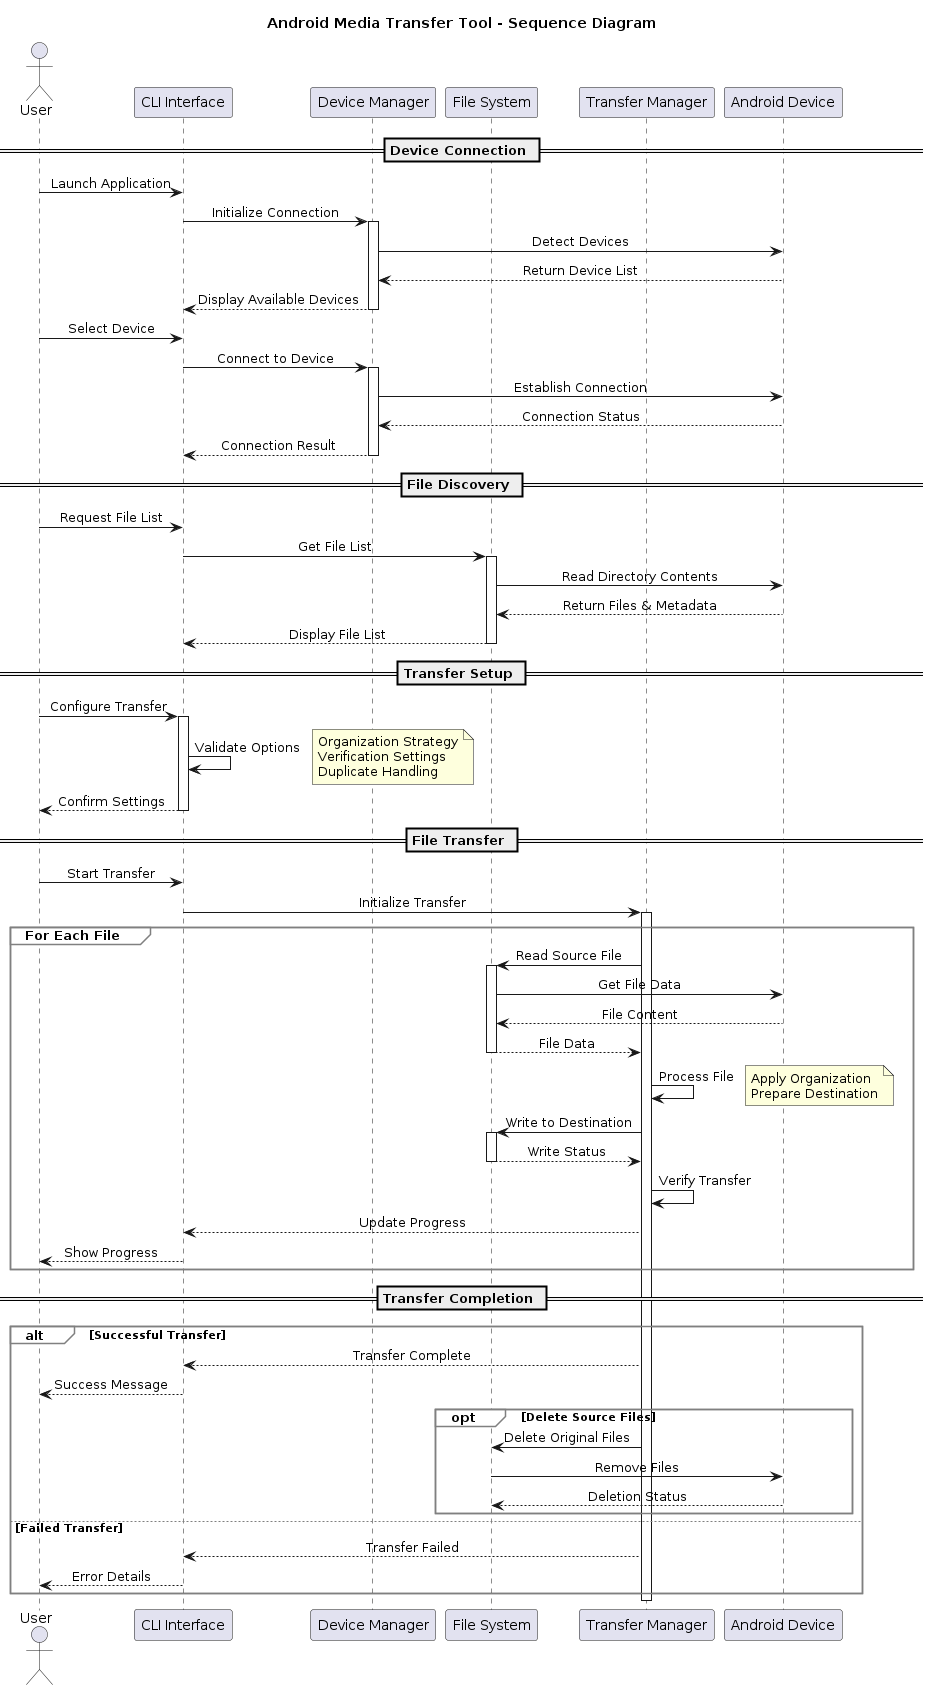 Android Media Transfer Tool - Sequence Diagram
User
CLI Interface
Device Manager
File System
Transfer Manager
Android Device
Device Connection
Launch Application
Initialize Connection
Detect Devices
Return Device List
Display Available Devices
Select Device
Connect to Device
Establish Connection
Connection Status
Connection Result
File Discovery
Request File List
Get File List
Read Directory Contents
Return Files & Metadata
Display File List
Transfer Setup
Configure Transfer
Validate Options
Organization Strategy
Verification Settings
Duplicate Handling
Confirm Settings
File Transfer
Start Transfer
Initialize Transfer
For Each File
Read Source File
Get File Data
File Content
File Data
Process File
Apply Organization
Prepare Destination
Write to Destination
Write Status
Verify Transfer
Update Progress
Show Progress
Transfer Completion
alt [Successful Transfer]
Transfer Complete
Success Message
opt [Delete Source Files]
Delete Original Files
Remove Files
Deletion Status
[Failed Transfer]
Transfer Failed
Error Details
User
CLI Interface
Device Manager
File System
Transfer Manager
Android Device